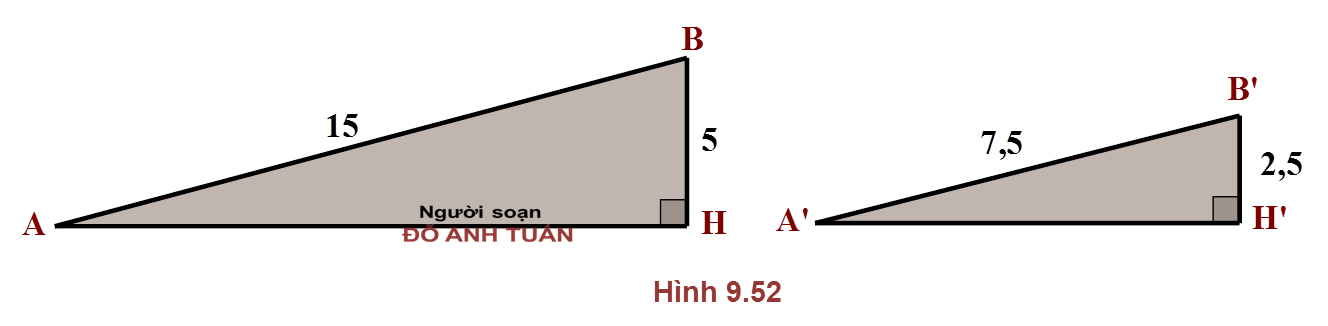 B
15
5
A
H
Người soạn
ĐỖ ANH TUẤN
B'
7,5
2,5
A'
H'
Hình 9.52